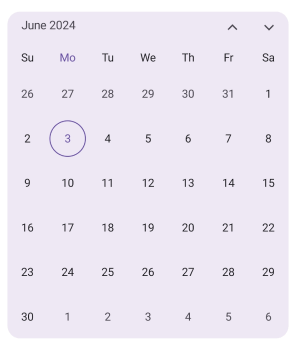 June 2024
Su Mo Tu We Th Fr Sa
26 27 28 29 30 31 1
2 3 4 5 6 7 8
9 10 11 12 13 14 15
16 17 18 19 20 21 22
23 24 25 26 27 28 29
30 1 2 3 4 5 6